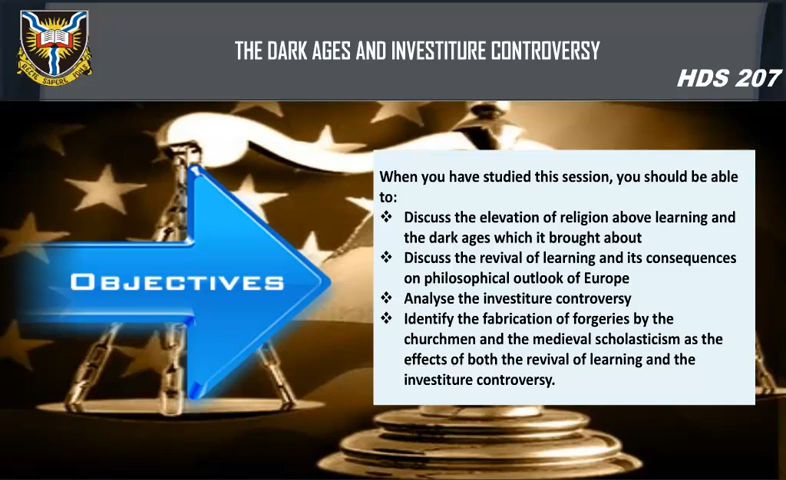 THE DARK AGES AND INVESTITURE CONTROVERSY
HDS 207
RECTE SAPERE FONS
OBJECTIVES
When you have studied this session, you should be able
to:
❖ Discuss the elevation of religion above learning and
the dark ages which it brought about
❖ Discuss the revival of learning and its consequences
on philosophical outlook of Europe
❖ Analyse the investiture controversy
❖ Identify the fabrication of forgeries by the
churchmen and the medieval scholasticism as the
effects of both the revival of learning and the
investiture controversy.